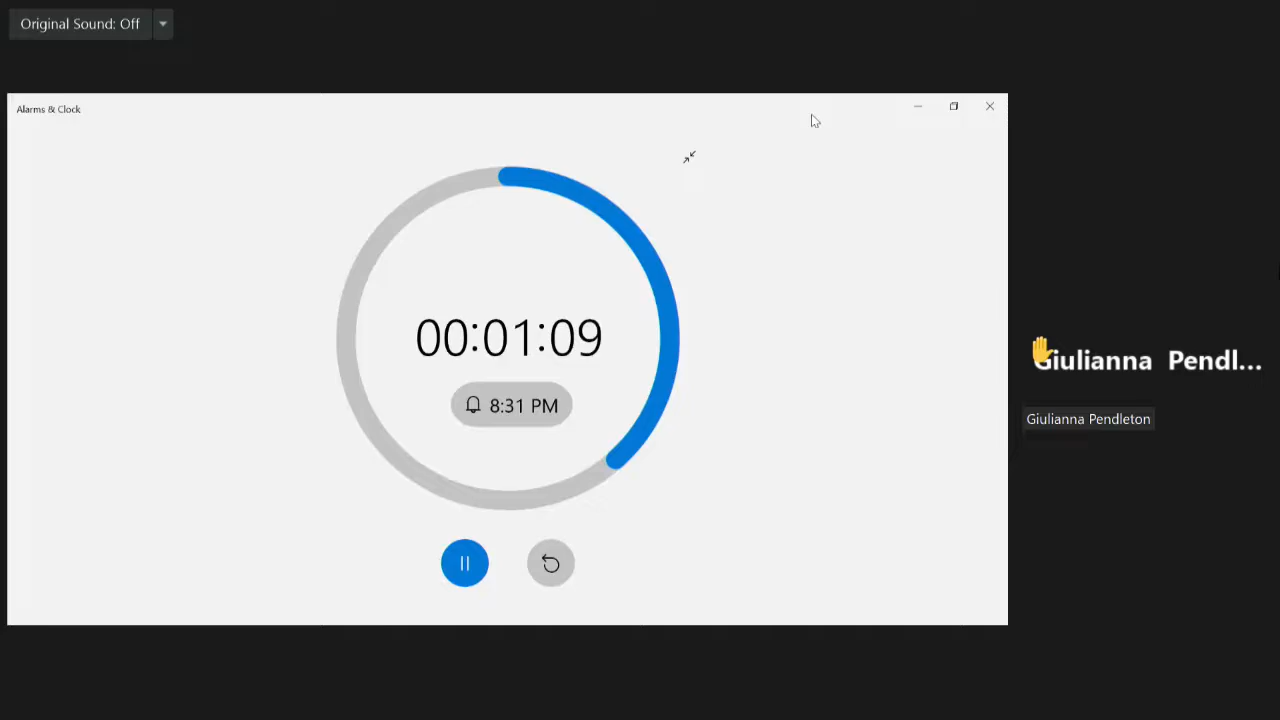 Original Sound: Off
Alarms & Clock
00:01:09
8:31 PM
Giulianna Pendl...
Giulianna Pendleton